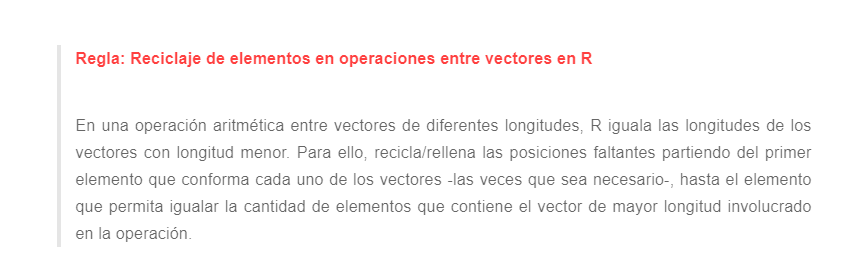 Regla: Reciclaje de elementos en operaciones entre vectores en R
En una operación aritmética entre vectores de diferentes longitudes, R iguala las longitudes de los
vectores con longitud menor. Para ello, recicla/rellena las posiciones faltantes partiendo del primer
elemento que conforma cada uno de los vectores -las veces que sea necesario-, hasta el elemento
que permita igualar la cantidad de elementos que contiene el vector de mayor longitud involucrado
en la operación.